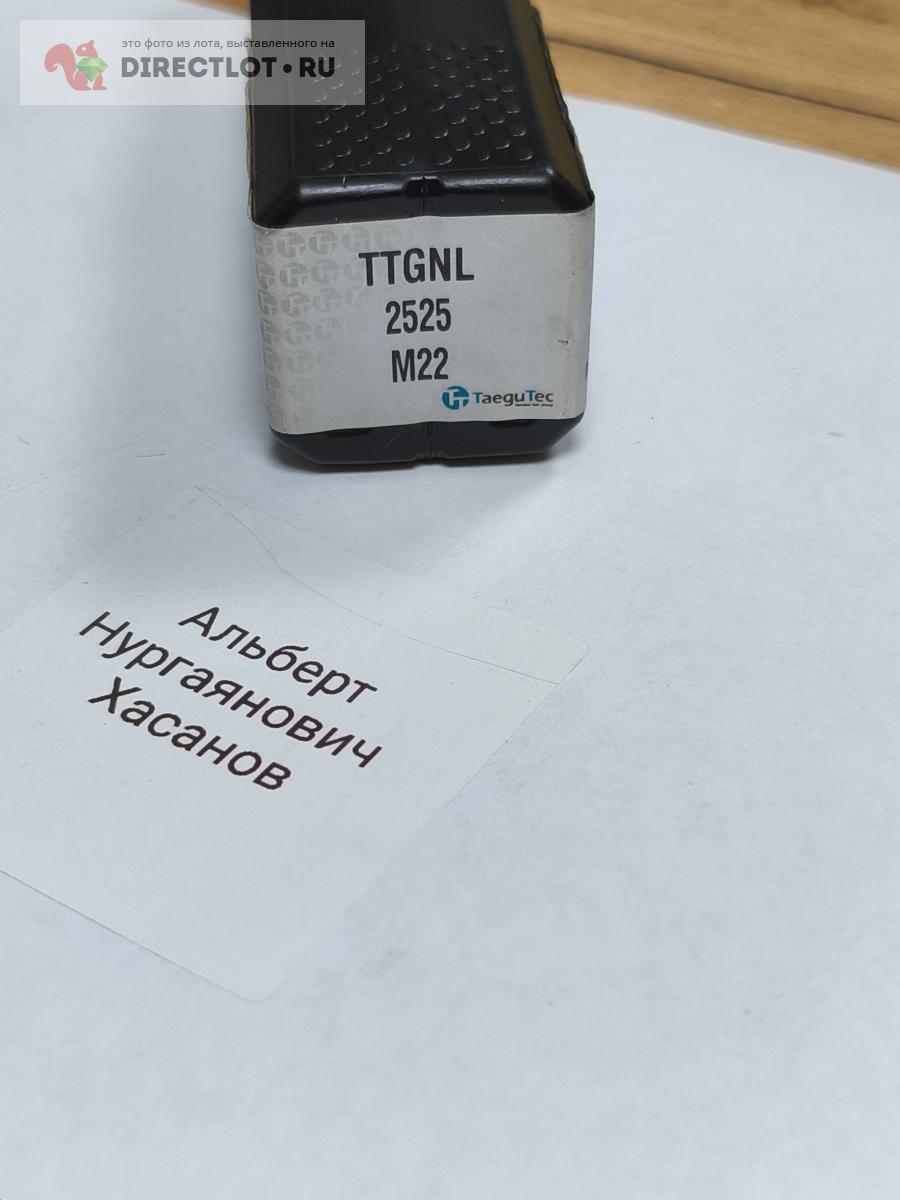 это фото из лота, выставленного на
DIRECTLOT • RU
TTGNL
2525
M22
TaeguTec
Альберт
Нургаянович
Хасанов